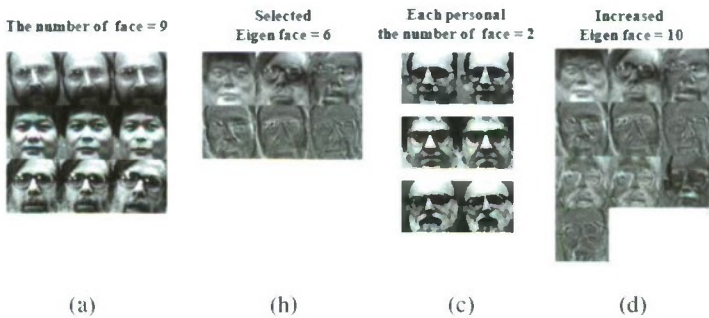 The number of face = 9
Selected
Eigen face = 6
Each personal
the number of face = 2
Increased
Eigen face = 10
(a)
(h)
(c)
(d)